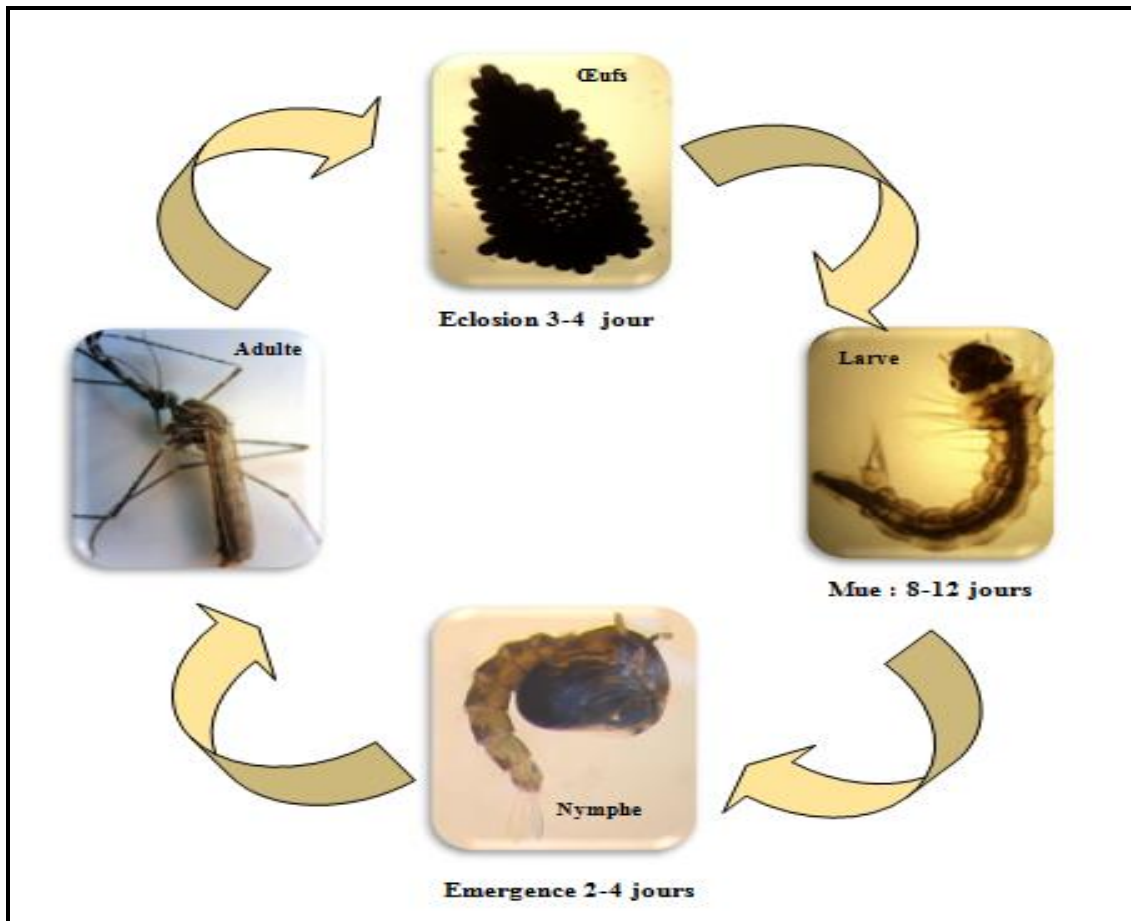 Œufs
Eclosion 3-4 jour
Adulte
Larve
Mue : 8-12 jours
Nymphe
Emergence 2-4 jours